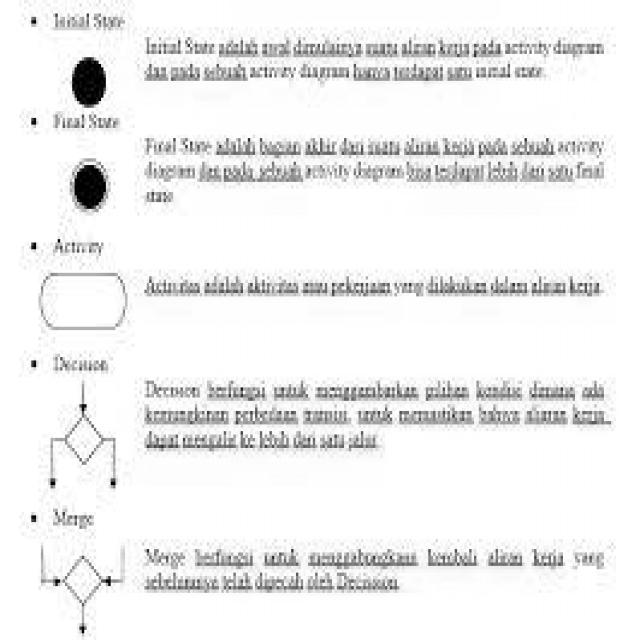 • Initial State
Initial State adalah awal dimulainya suatu aliran kerja pada activity diagram
dan pada sebuah activity diagram hanya terdapat satu initial state.
• Final State
Final State adalah bagian akhir dari suatu aliran kerja pada sebuah activity
diagram dan pada sebuah activity diagram bisa terdapat lebih dari satu final
state
• Activity
Activitas adalah aktivitas atau pekerjaan yang dilakukan dalam aliran kerja.
• Decision
Decision berfungsi untuk menggambarkan pilihan kondisi dimana ada
kemungkinan perbedaan transisi, untuk memastikan bahwa aliran kerja
dapat mengalir ke lebih dari satu jalur.
• Merge
Merge berfungsi untuk menggabungkann kembali aliran kerja yang
sebelumnya telah dipecah oleh Decission.